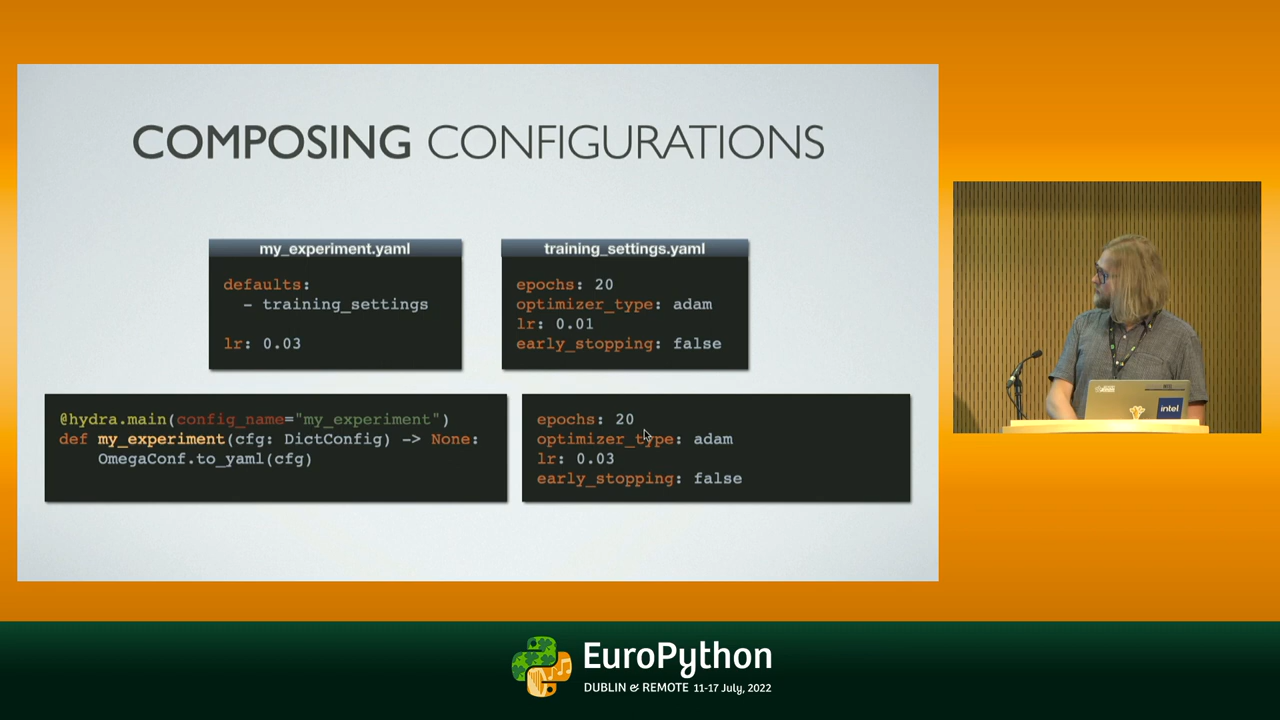 COMPOSING CONFIGURATIONS
my_experiment.yaml
defaults:
- training_settings
lr: 0.03
training_settings.yaml
epochs: 20
optimizer_type: adam
lr: 0.01
early_stopping: false
@hydra.main(config_name="my_experiment")
def my_experiment(cfg: DictConfig) -> None:
OmegaConf.to_yaml(cfg)
epochs: 20
optimizer_type: adam
lr: 0.03
early_stopping: false
intel
EuroPython
DUBLIN & REMOTE 11-17 July, 2022